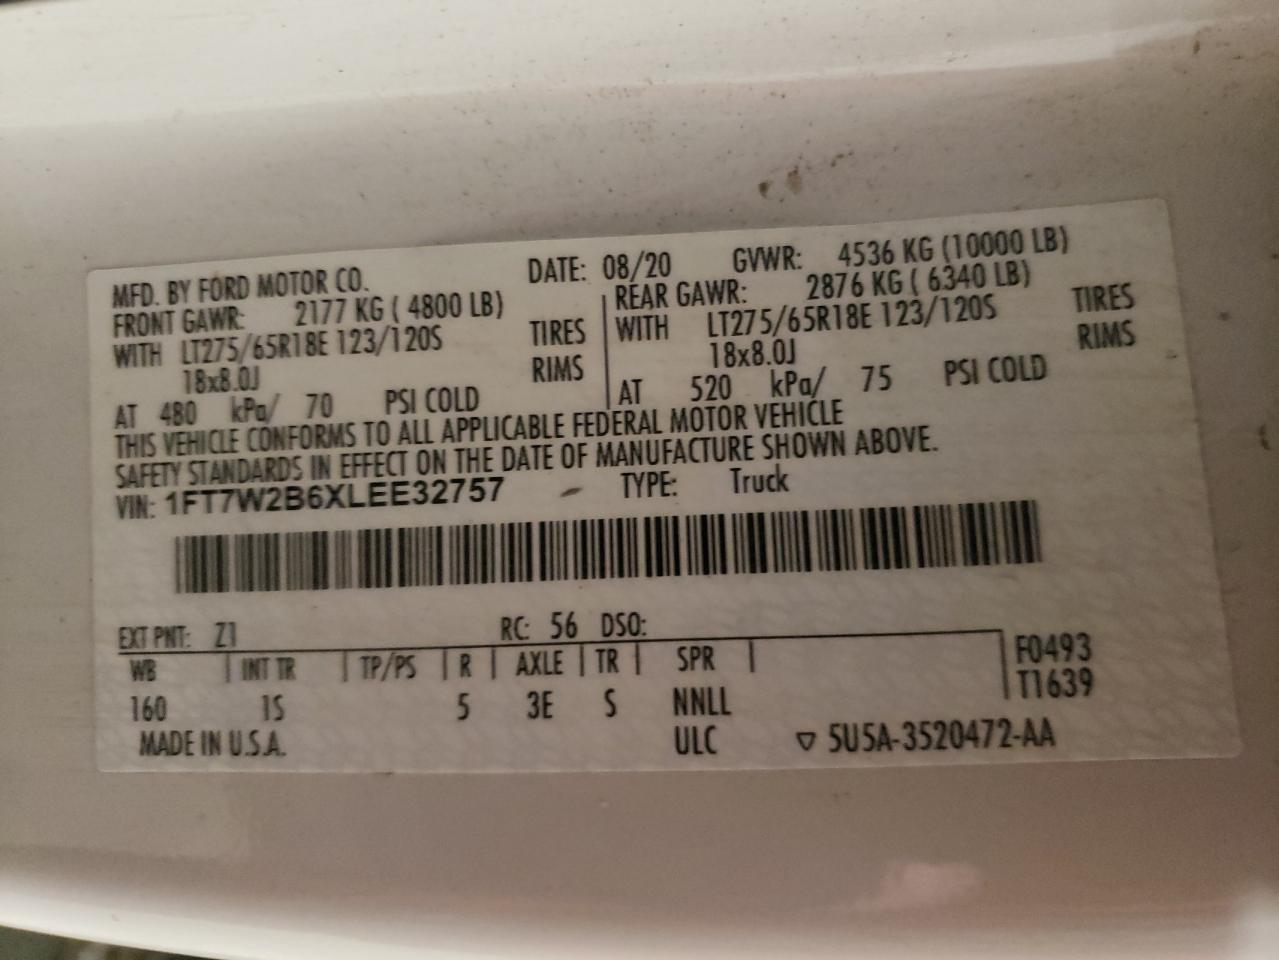 MFD. BY FORD MOTOR CO. DATE: 08/20 GVWR: 4536 KG (10000 LB)
FRONT GAWR: 2177 KG ( 4800 LB) REAR GAWR: 2876 KG ( 6340 LB)
WITH LT275/65R18E 123/120S TIRES WITH LT275/65R18E 123/120S TIRES
18x8.0J RIMS 18x8.0J RIMS
AT 480 kPa/ 70 PSI COLD AT 520 kPa/ 75 PSI COLD
THIS VEHICLE CONFORMS TO ALL APPLICABLE FEDERAL MOTOR VEHICLE
SAFETY STANDARDS IN EFFECT ON THE DATE OF MANUFACTURE SHOWN ABOVE.
VIN: 1FT7W2B6XLEE32757 TYPE: Truck
EXT PNT: Z1 RC: 56 DSO:
WB INT TR TP/PS R AXLE TR SPR F0493
160 1S 5 3E S NNLL T1639
MADE IN U.S.A. ULC ▽ 5U5A-3520472-AA